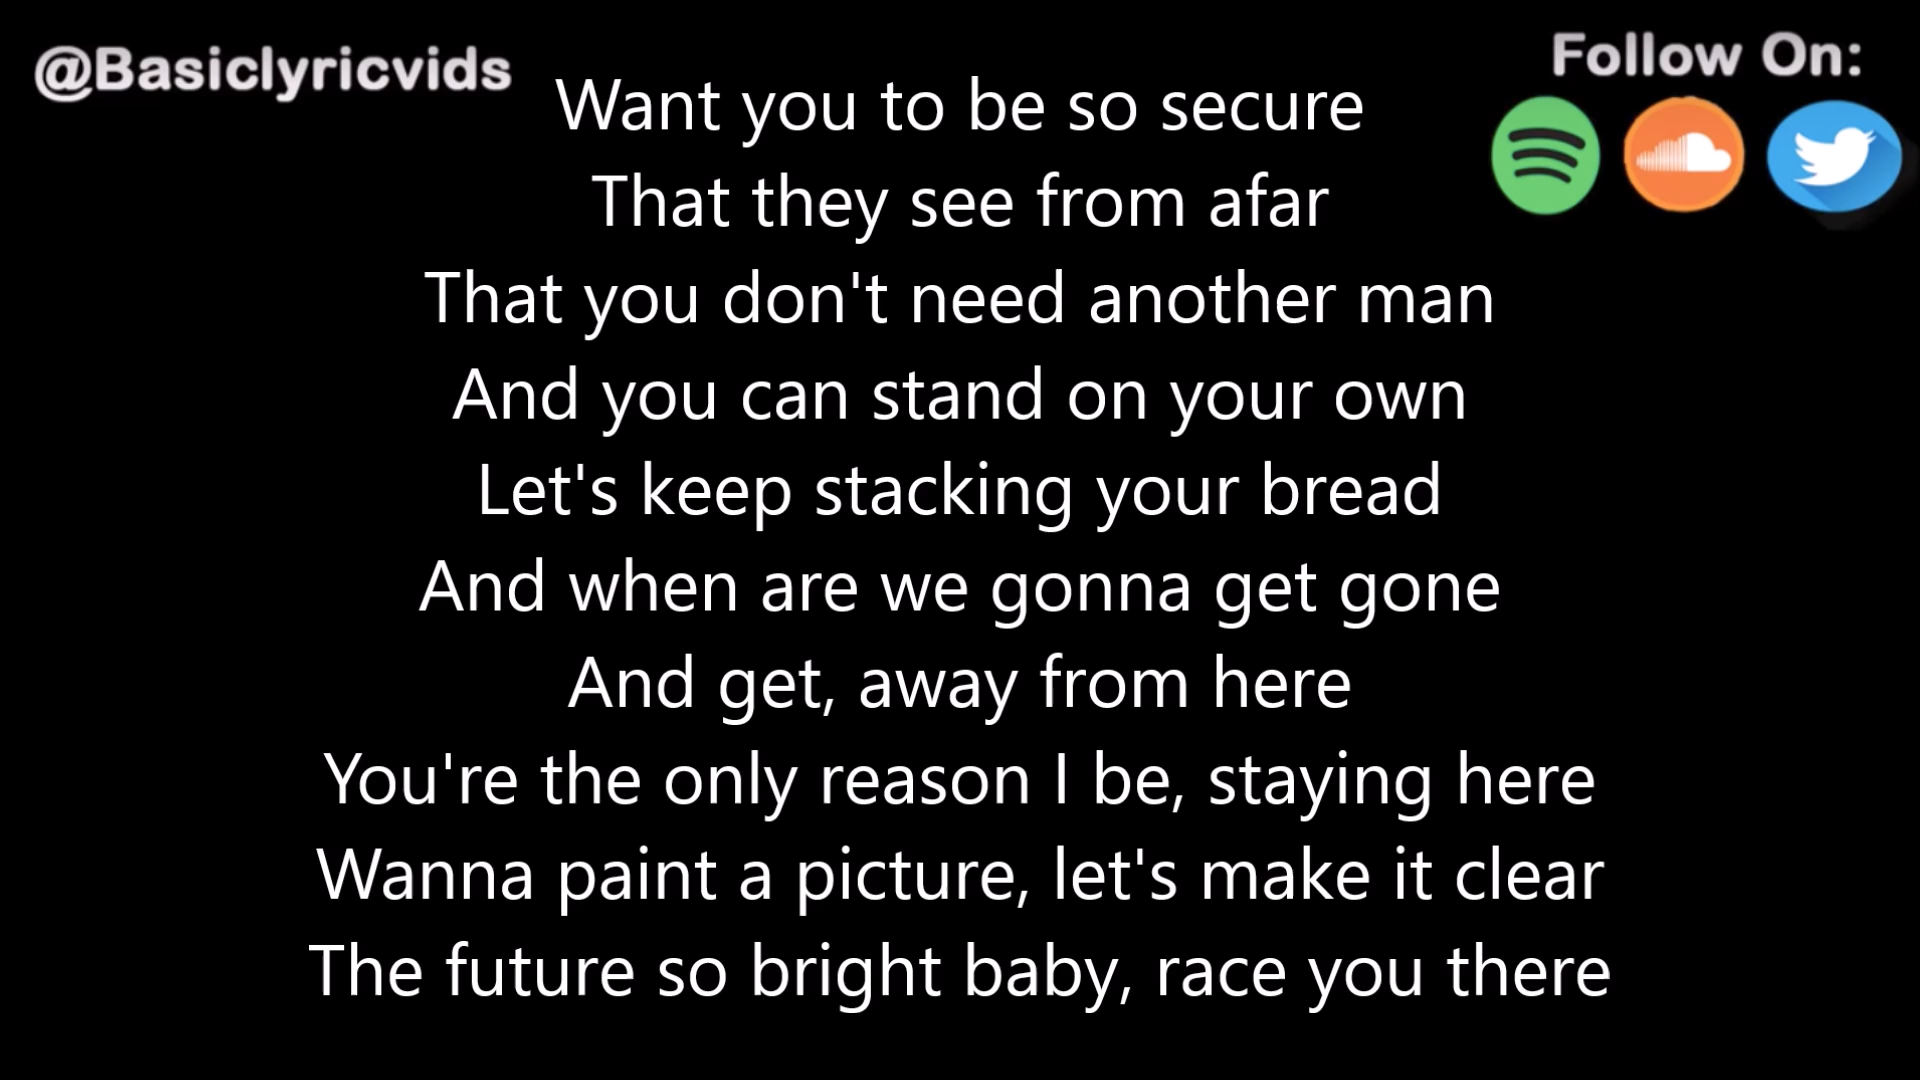 @Basiclyricvids
Follow On:
Want you to be so secure
That they see from afar
That you don't need another man
And you can stand on your own
Let's keep stacking your bread
And when are we gonna get gone
And get, away from here
You're the only reason I be, staying here
Wanna paint a picture, let's make it clear
The future so bright baby, race you there